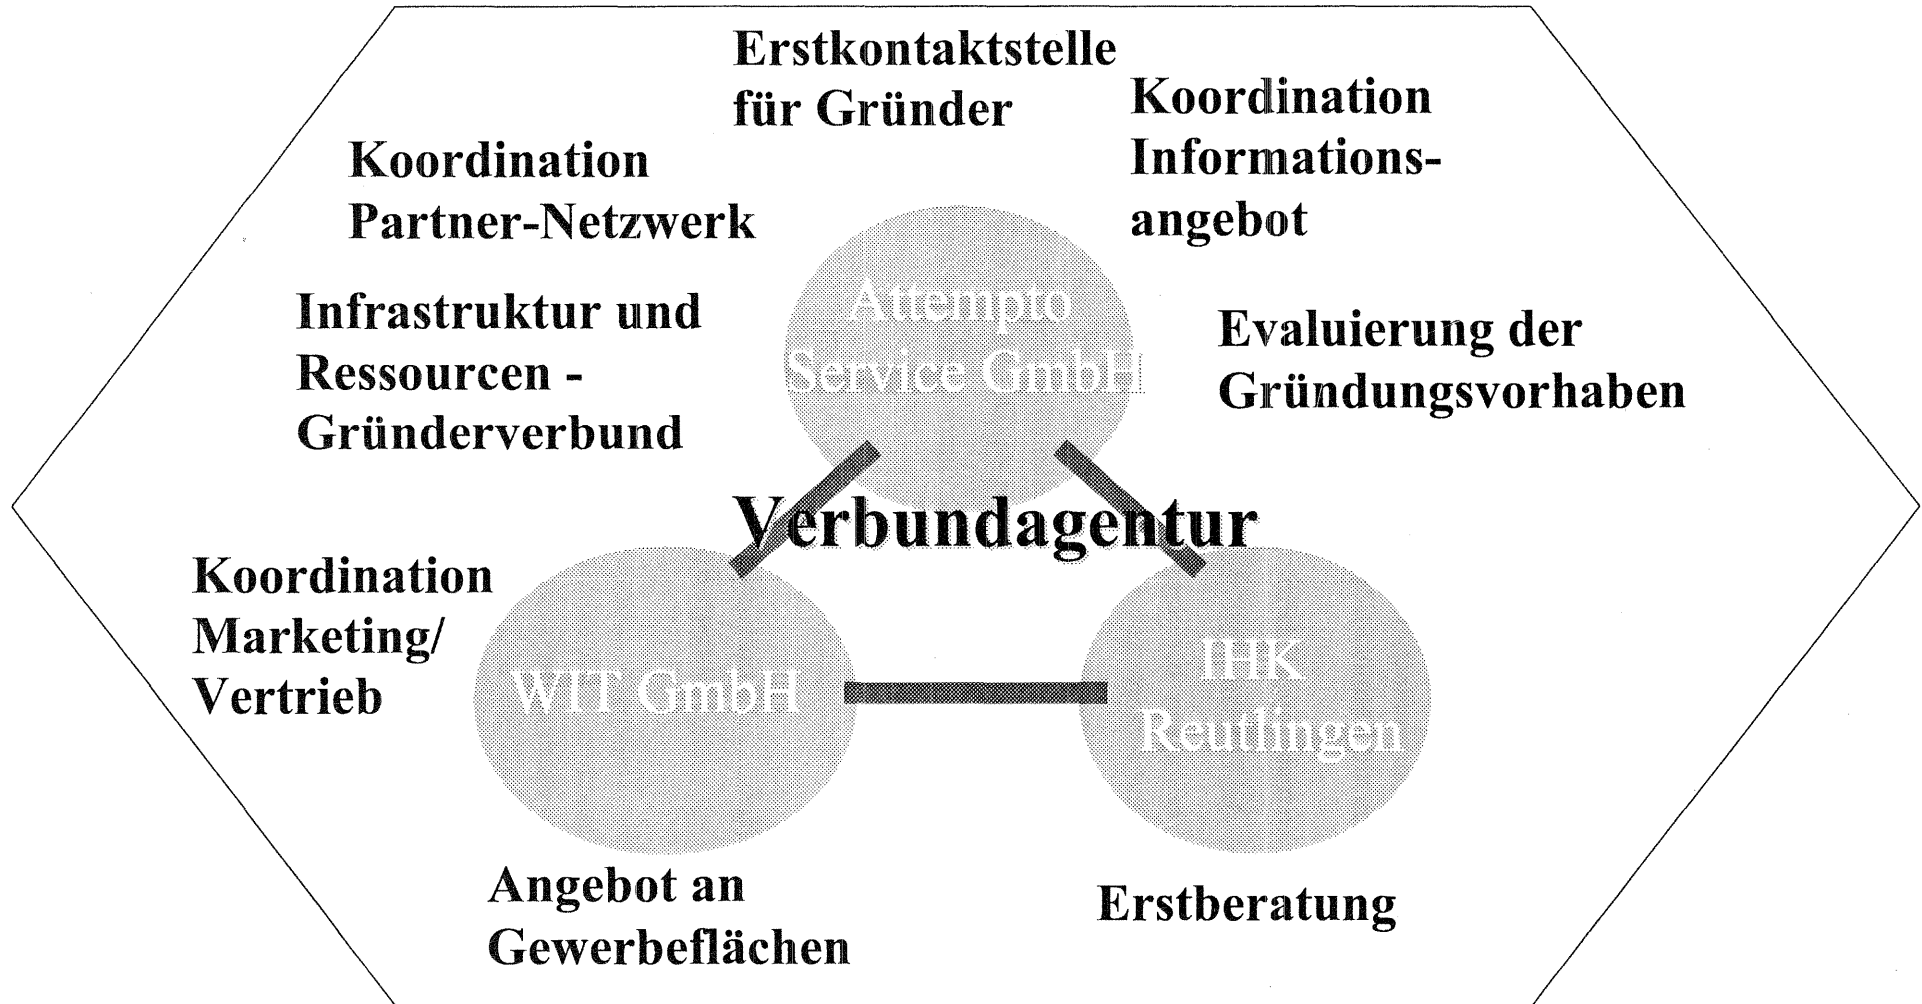 Erstkontaktstelle
für Gründer
Koordination
Informations-
angebot
Koordination
Partner-Netzwerk
Infrastruktur und
Ressourcen -
Gründerverbund
Attempto
Service GmbH
Evaluierung der
Gründungsvorhaben
Verbundagentur
Koordination
Marketing/
Vertrieb
WIT GmbH
IHK
Reutlingen
Angebot an
Gewerbeflächen
Erstberatung